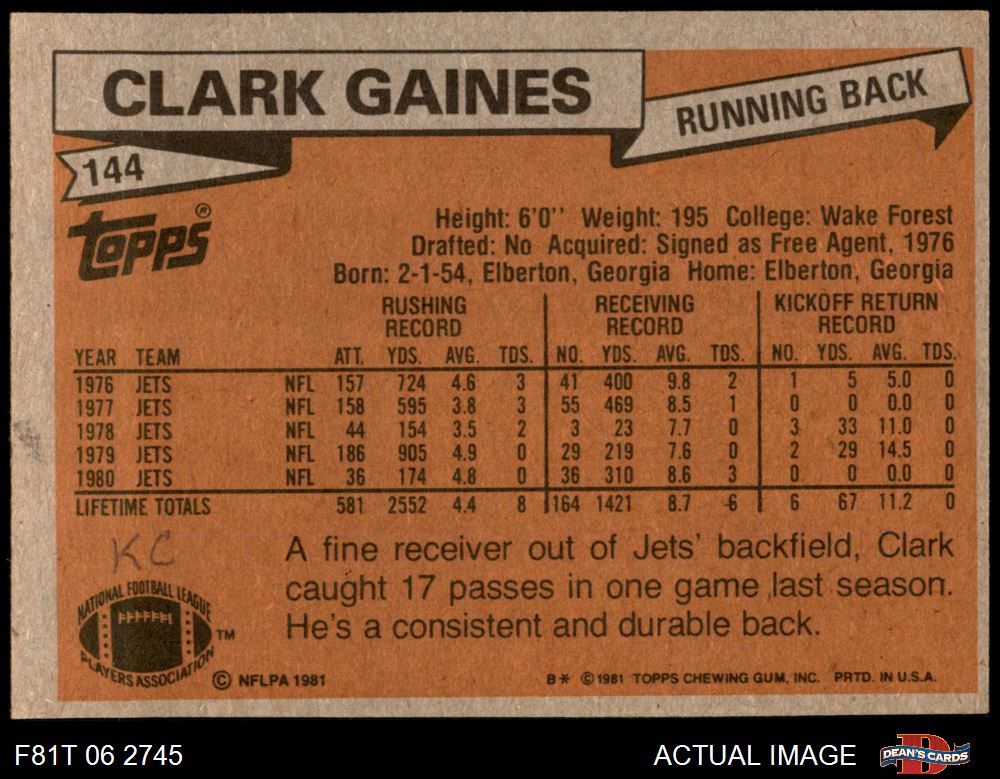 CLARK GAINES
RUNNING BACK
144
TOPPS®
Height: 6'0'' Weight: 195 College: Wake Forest
Drafted: No Acquired: Signed as Free Agent, 1976
Born: 2-1-54, Elberton, Georgia Home: Elberton, Georgia
RUSHING RECORD RECEIVING RECORD KICKOFF RETURN RECORD
YEAR TEAM ATT. YDS. AVG. TDS. NO. YDS. AVG. TDS. NO. YDS. AVG. TDS.
1976 JETS NFL 157 724 4.6 3 41 400 9.8 2 1 5 5.0 0
1977 JETS NFL 158 595 3.8 3 55 469 8.5 1 0 0 0.0 0
1978 JETS NFL 44 154 3.5 2 3 23 7.7 0 3 33 11.0 0
1979 JETS NFL 186 905 4.9 0 29 219 7.6 0 2 29 14.5 0
1980 JETS NFL 36 174 4.8 0 36 310 8.6 3 0 0 0.0 0
LIFETIME TOTALS 581 2552 4.4 8 164 1421 8.7 6 6 67 11.2 0
KC
A fine receiver out of Jets' backfield, Clark
caught 17 passes in one game last season.
He's a consistent and durable back.
NATIONAL FOOTBALL LEAGUE
PLAYERS ASSOCIATION
TM
© NFLPA 1981
B* © 1981 TOPPS CHEWING GUM, INC. PRTD. IN U.S.A.
F81T 06 2745
ACTUAL IMAGE
DEAN'S CARDS